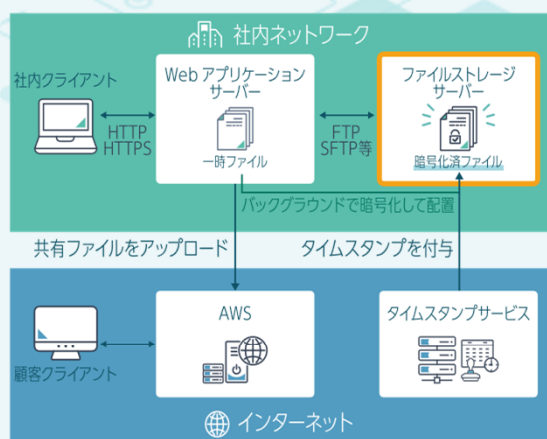 社内ネットワーク
社内クライアント
HTTP
HTTPS
Web アプリケーション
サーバー
一時ファイル
FTP
SFTP等
ファイルストレージ
サーバー
暗号化済ファイル
バックグラウンドで暗号化して配置
共有ファイルをアップロード
タイムスタンプを付与
顧客クライアント
AWS
タイムスタンプサービス
インターネット